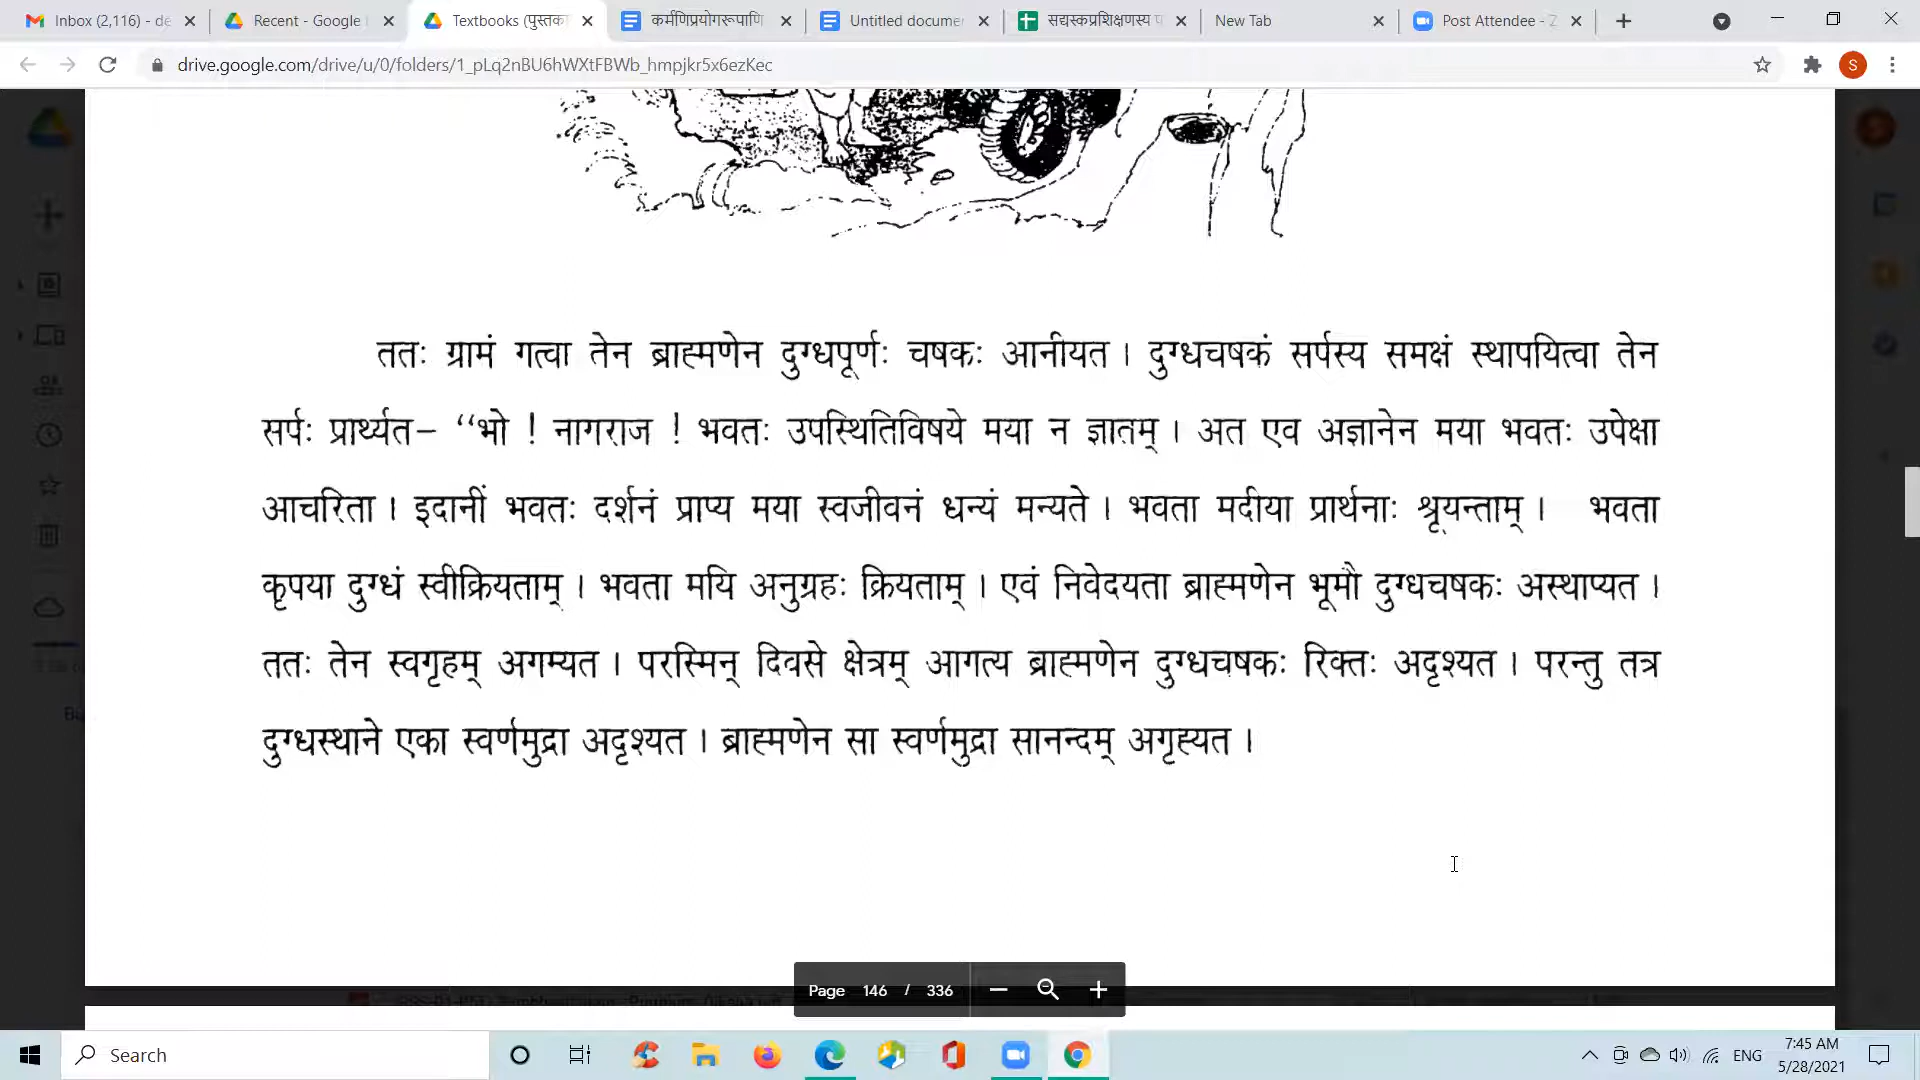 Inbox (2,116) - de
Recent - Google
Textbooks (पुस्तका
कर्मणिप्रयोगरूपाणि
Untitled docume
सद्यस्कप्रशिक्षणस्य प
New Tab
Post Attendee - Z
drive.google.com/drive/u/0/folders/1_pLq2nBU6hWXtFBWb_hmpjkr5x6ezKec
S
ततः ग्रामं गत्वा तेन ब्राह्मणेन दुग्धपूर्णः चषकः आनीयत । दुग्धचषकं सर्पस्य समक्षं स्थापयित्वा तेन
सर्पः प्रार्थ्यत– “भो ! नागराज ! भवतः उपस्थितिविषये मया न ज्ञातम् । अत एव अज्ञानेन मया भवतः उपेक्षा
आचरिता । इदानीं भवतः दर्शनं प्राप्य मया स्वजीवनं धन्यं मन्यते । भवता मदीया प्रार्थनाः श्रूयन्ताम् । भवता
कृपया दुग्धं स्वीक्रियताम् । भवता मयि अनुग्रहः क्रियताम् । एवं निवेदयता ब्राह्मणेन भूमौ दुग्धचषकः अस्थाप्यत ।
ततः तेन स्वगृहम् अगम्यत । परस्मिन् दिवसे क्षेत्रम् आगत्य ब्राह्मणेन दुग्धचषकः रिक्तः अदृश्यत । परन्तु तत्र
दुग्धस्थाने एका स्वर्णमुद्रा अदृश्यत । ब्राह्मणेन सा स्वर्णमुद्रा सानन्दम् अगृह्यत ।
Page 146 / 336
Search
ENG
7:45 AM
5/28/2021